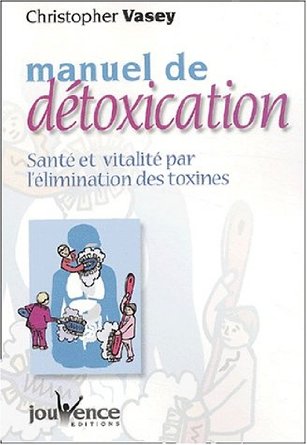 Christopher Vasey
manuel de
détoxication
Santé et vitalité par
l'élimination des toxines
jouVence
EDITIONS